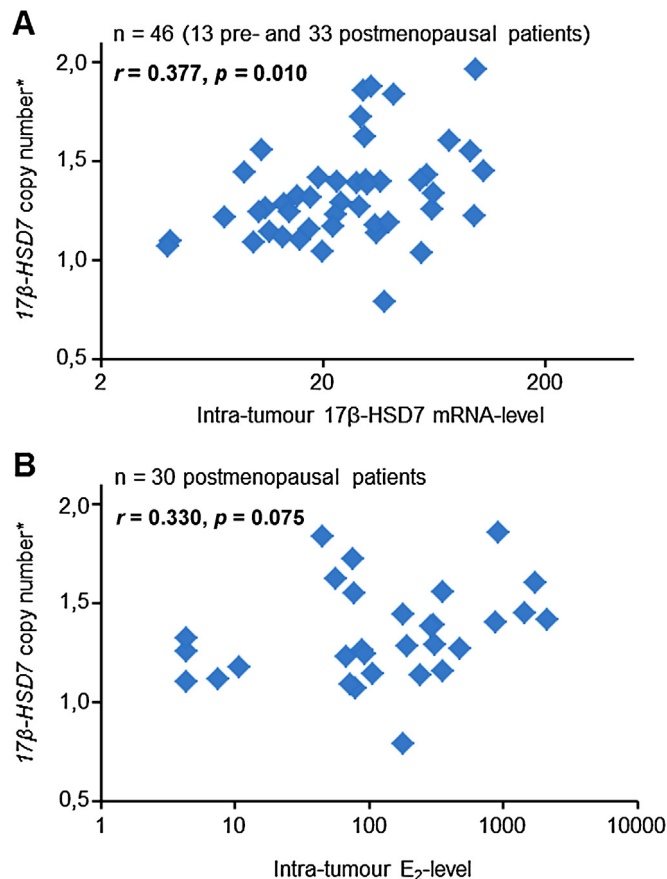 A
n = 46 (13 pre- and 33 postmenopausal patients)
r = 0.377, p = 0.010
17β-HSD7 copy number*
2,0
1,5
1,0
0,5
2 20 200
Intra-tumour 17β-HSD7 mRNA-level
B
n = 30 postmenopausal patients
r = 0.330, p = 0.075
17β-HSD7 copy number*
2,0
1,5
1,0
0,5
1 10 100 1000 10000
Intra-tumour E₂-level